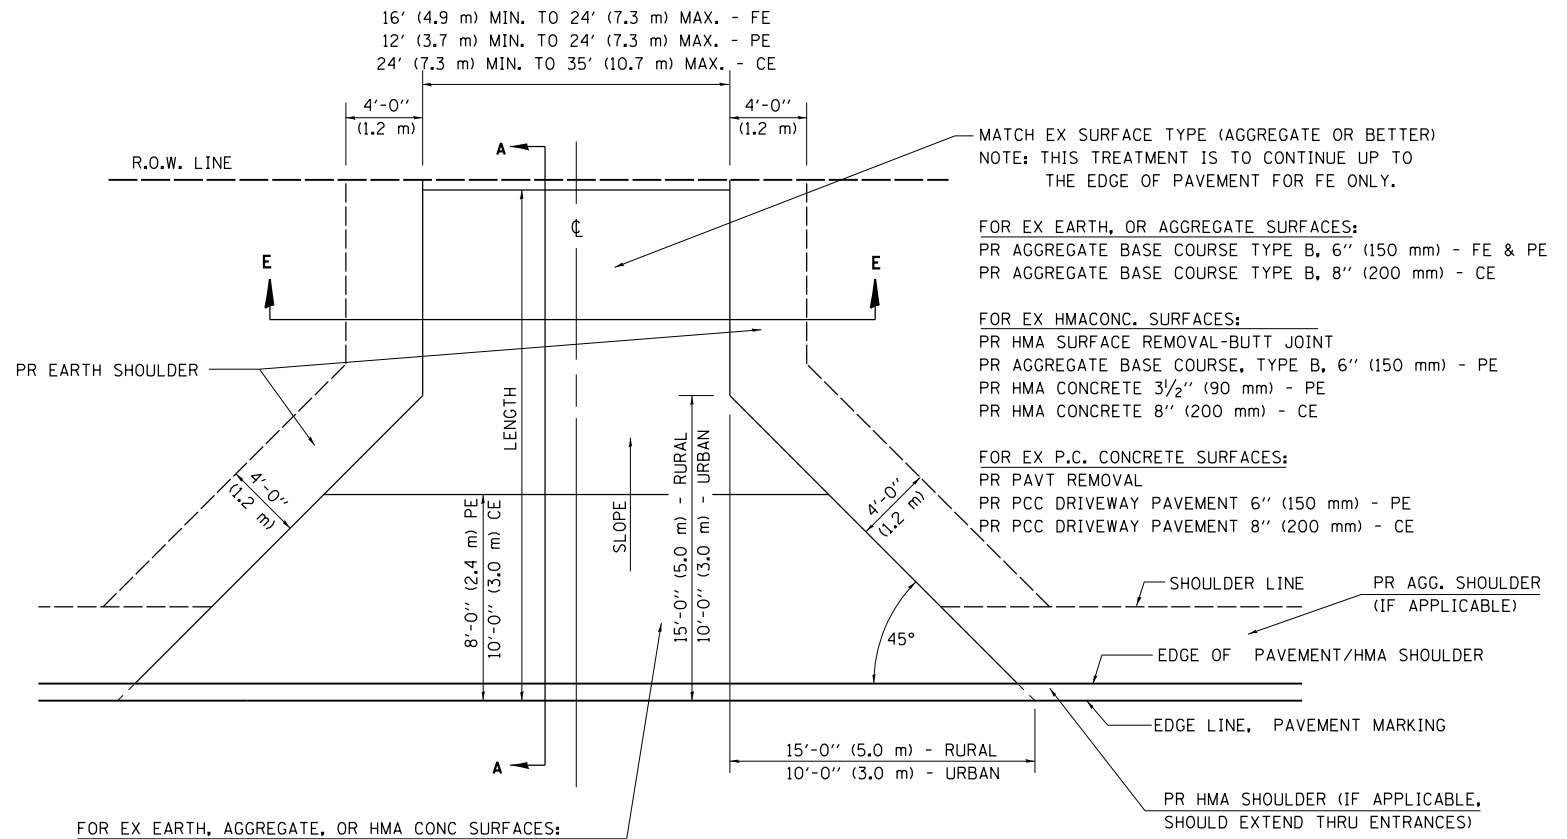 16' (4.9 m) MIN. TO 24' (7.3 m) MAX. - FE
12' (3.7 m) MIN. TO 24' (7.3 m) MAX. - PE
24' (7.3 m) MIN. TO 35' (10.7 m) MAX. - CE
4'-0''
(1.2 m)
4'-0''
(1.2 m)
A
R.O.W. LINE
MATCH EX SURFACE TYPE (AGGREGATE OR BETTER)
NOTE: THIS TREATMENT IS TO CONTINUE UP TO
THE EDGE OF PAVEMENT FOR FE ONLY.
℄
FOR EX EARTH, OR AGGREGATE SURFACES:
PR AGGREGATE BASE COURSE TYPE B, 6'' (150 mm) - FE & PE
PR AGGREGATE BASE COURSE TYPE B, 8'' (200 mm) - CE
E
E
FOR EX HMACONC. SURFACES:
PR HMA SURFACE REMOVAL-BUTT JOINT
PR AGGREGATE BASE COURSE, TYPE B, 6'' (150 mm) - PE
PR HMA CONCRETE 3½'' (90 mm) - PE
PR HMA CONCRETE 8'' (200 mm) - CE
PR EARTH SHOULDER
LENGTH
FOR EX P.C. CONCRETE SURFACES:
PR PAVT REMOVAL
PR PCC DRIVEWAY PAVEMENT 6'' (150 mm) - PE
PR PCC DRIVEWAY PAVEMENT 8'' (200 mm) - CE
4'-0''
(1.2 m)
SLOPE
15'-0'' (5.0 m) - RURAL
10'-0'' (3.0 m) - URBAN
4'-0''
(1.2 m)
8'-0'' (2.4 m) PE
10'-0'' (3.0 m) CE
45°
SHOULDER LINE
PR AGG. SHOULDER
(IF APPLICABLE)
EDGE OF PAVEMENT/HMA SHOULDER
EDGE LINE, PAVEMENT MARKING
15'-0'' (5.0 m) - RURAL
10'-0'' (3.0 m) - URBAN
A
PR HMA SHOULDER (IF APPLICABLE,
SHOULD EXTEND THRU ENTRANCES)
FOR EX EARTH, AGGREGATE, OR HMA CONC SURFACES: